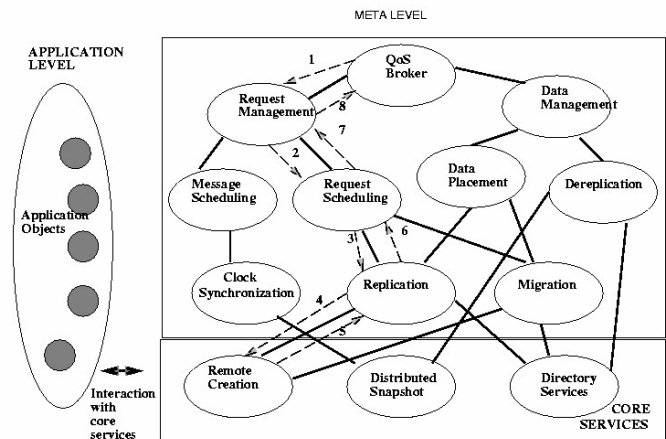 META LEVEL
APPLICATION
LEVEL
Application
Objects
Interaction
with
core
services
QoS
Broker
Request
Management
Data
Management
Message
Scheduling
Request
Scheduling
Data
Placement
Dereplication
Clock
Synchronization
Replication
Migration
Remote
Creation
Distributed
Snapshot
Directory
Services
CORE
SERVICES
1
8
7
2
3
6
4
5